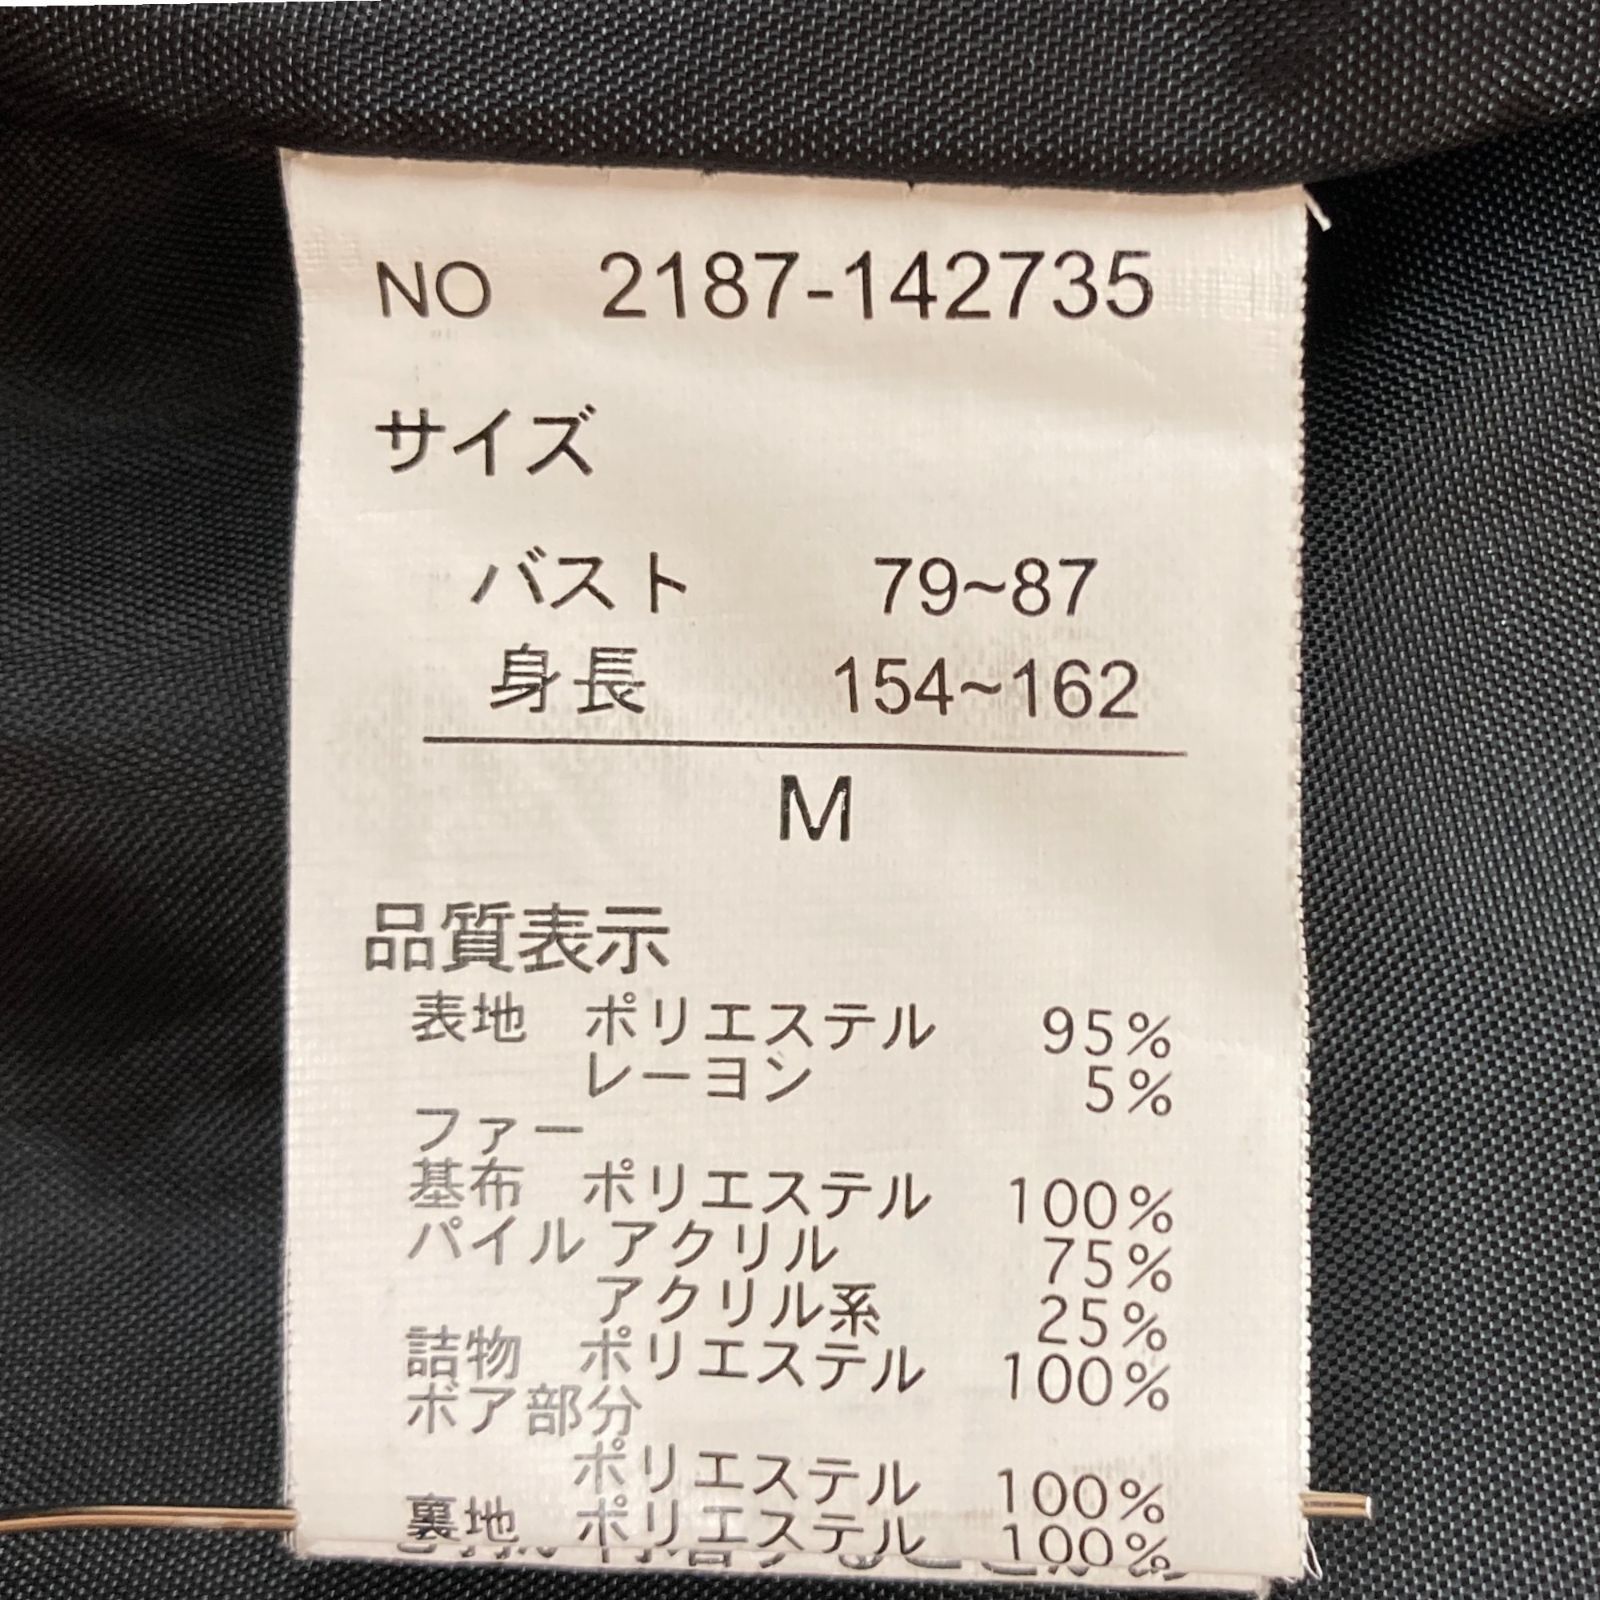 NO 2187-142735
サイズ
バスト 79~87
身長 154~162
M
品質表示
表地 ポリエステル 95%
レーヨン 5%
ファー
基布 ポリエステル 100%
パイル アクリル 75%
アクリル系 25%
詰物 ポリエステル 100%
ボア部分
ポリエステル 100%
裏地 ポリエステル 100%